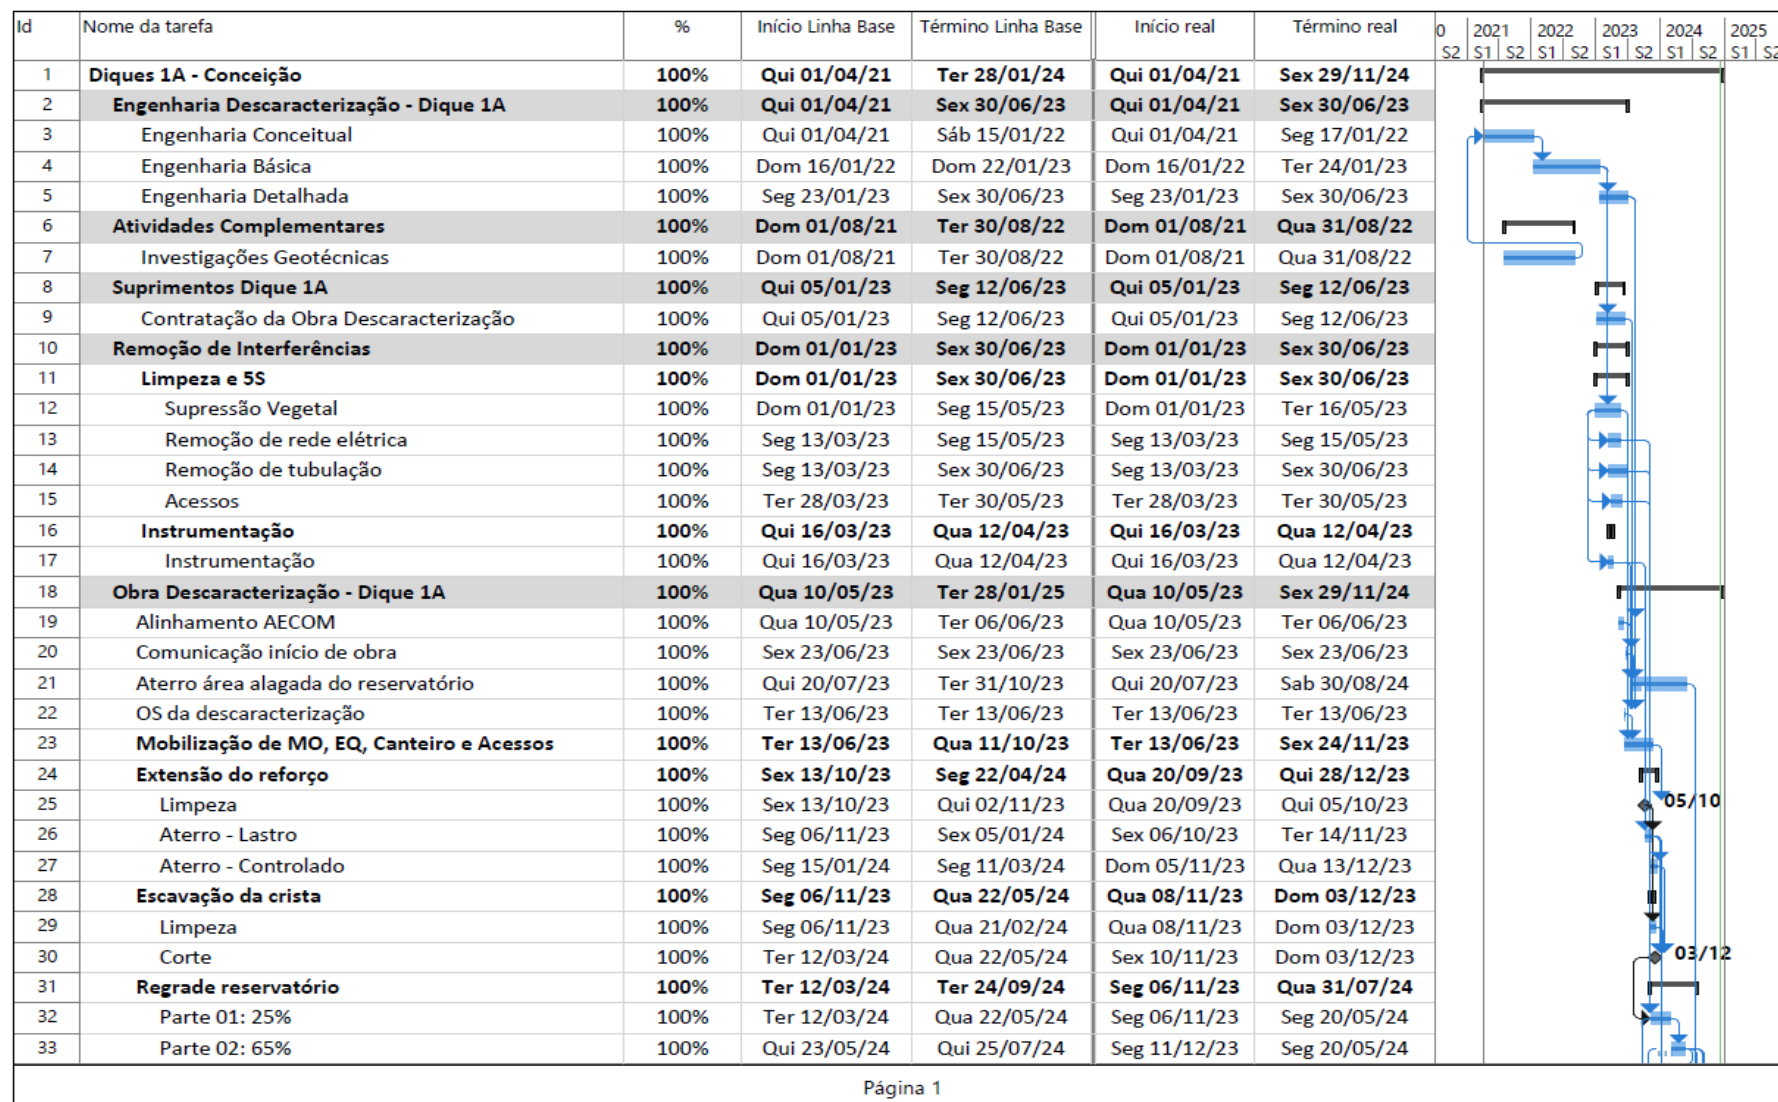 Id Nome da tarefa % Início Linha Base Término Linha Base Início real Término real 0 2021 2022 2023 2024 2025
S2 S1 S2 S1 S2 S1 S2 S1 S2 S1 S2
1 Diques 1A - Conceição 100% Qui 01/04/21 Ter 28/01/24 Qui 01/04/21 Sex 29/11/24
2 Engenharia Descaracterização - Dique 1A 100% Qui 01/04/21 Sex 30/06/23 Qui 01/04/21 Sex 30/06/23
3 Engenharia Conceitual 100% Qui 01/04/21 Sáb 15/01/22 Qui 01/04/21 Seg 17/01/22
4 Engenharia Básica 100% Dom 16/01/22 Dom 22/01/23 Dom 16/01/22 Ter 24/01/23
5 Engenharia Detalhada 100% Seg 23/01/23 Sex 30/06/23 Seg 23/01/23 Sex 30/06/23
6 Atividades Complementares 100% Dom 01/08/21 Ter 30/08/22 Dom 01/08/21 Qua 31/08/22
7 Investigações Geotécnicas 100% Dom 01/08/21 Ter 30/08/22 Dom 01/08/21 Qua 31/08/22
8 Suprimentos Dique 1A 100% Qui 05/01/23 Seg 12/06/23 Qui 05/01/23 Seg 12/06/23
9 Contratação da Obra Descaracterização 100% Qui 05/01/23 Seg 12/06/23 Qui 05/01/23 Seg 12/06/23
10 Remoção de Interferências 100% Dom 01/01/23 Sex 30/06/23 Dom 01/01/23 Sex 30/06/23
11 Limpeza e 5S 100% Dom 01/01/23 Sex 30/06/23 Dom 01/01/23 Sex 30/06/23
12 Supressão Vegetal 100% Dom 01/01/23 Seg 15/05/23 Dom 01/01/23 Ter 16/05/23
13 Remoção de rede elétrica 100% Seg 13/03/23 Seg 15/05/23 Seg 13/03/23 Seg 15/05/23
14 Remoção de tubulação 100% Seg 13/03/23 Sex 30/06/23 Seg 13/03/23 Sex 30/06/23
15 Acessos 100% Ter 28/03/23 Ter 30/05/23 Ter 28/03/23 Ter 30/05/23
16 Instrumentação 100% Qui 16/03/23 Qua 12/04/23 Qui 16/03/23 Qua 12/04/23
17 Instrumentação 100% Qui 16/03/23 Qua 12/04/23 Qui 16/03/23 Qua 12/04/23
18 Obra Descaracterização - Dique 1A 100% Qua 10/05/23 Ter 28/01/25 Qua 10/05/23 Sex 29/11/24
19 Alinhamento AECOM 100% Qua 10/05/23 Ter 06/06/23 Qua 10/05/23 Ter 06/06/23
20 Comunicação início de obra 100% Sex 23/06/23 Sex 23/06/23 Sex 23/06/23 Sex 23/06/23
21 Aterro área alagada do reservatório 100% Qui 20/07/23 Ter 31/10/23 Qui 20/07/23 Sab 30/08/24
22 OS da descaracterização 100% Ter 13/06/23 Ter 13/06/23 Ter 13/06/23 Ter 13/06/23
23 Mobilização de MO, EQ, Canteiro e Acessos 100% Ter 13/06/23 Qua 11/10/23 Ter 13/06/23 Sex 24/11/23
24 Extensão do reforço 100% Sex 13/10/23 Seg 22/04/24 Qua 20/09/23 Qui 28/12/23
25 Limpeza 100% Sex 13/10/23 Qui 02/11/23 Qua 20/09/23 Qui 05/10/23 05/10
26 Aterro - Lastro 100% Seg 06/11/23 Sex 05/01/24 Sex 06/10/23 Ter 14/11/23
27 Aterro - Controlado 100% Seg 15/01/24 Seg 11/03/24 Dom 05/11/23 Qua 13/12/23
28 Escavação da crista 100% Seg 06/11/23 Qua 22/05/24 Qua 08/11/23 Dom 03/12/23
29 Limpeza 100% Seg 06/11/23 Qua 21/02/24 Qua 08/11/23 Dom 03/12/23
30 Corte 100% Ter 12/03/24 Qua 22/05/24 Sex 10/11/23 Dom 03/12/23 03/12
31 Regrade reservatório 100% Ter 12/03/24 Ter 24/09/24 Seg 06/11/23 Qua 31/07/24
32 Parte 01: 25% 100% Ter 12/03/24 Qua 22/05/24 Seg 06/11/23 Seg 20/05/24
33 Parte 02: 65% 100% Qui 23/05/24 Qui 25/07/24 Seg 11/12/23 Seg 20/05/24
Página 1